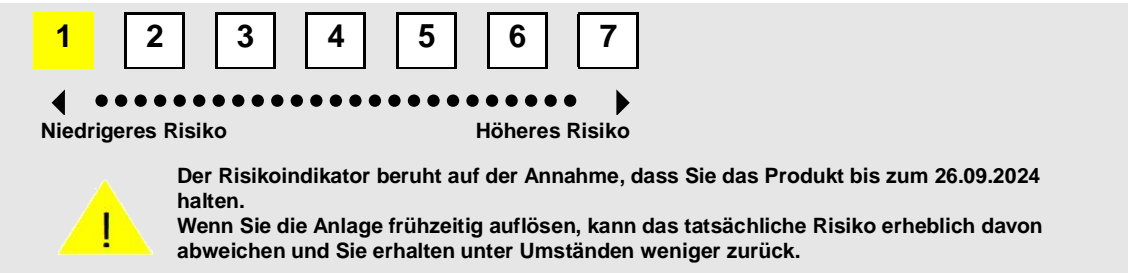 1 2 3 4 5 6 7
Niedrigeres Risiko Höheres Risiko
Der Risikoindikator beruht auf der Annahme, dass Sie das Produkt bis zum 26.09.2024
halten.
Wenn Sie die Anlage frühzeitig auflösen, kann das tatsächliche Risiko erheblich davon
abweichen und Sie erhalten unter Umständen weniger zurück.
!